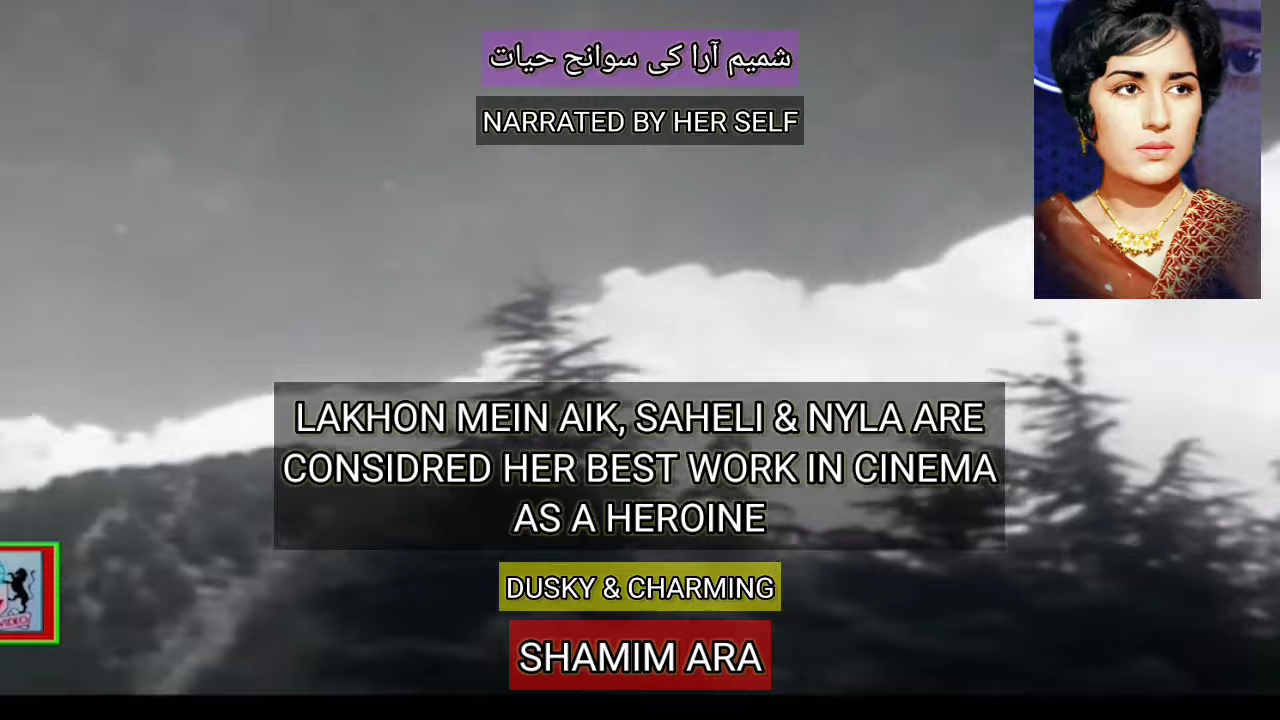 شمیم آرا کی سوانح حیات
NARRATED BY HER SELF
LAKHON MEIN AIK, SAHELI & NYLA ARE
CONSIDRED HER BEST WORK IN CINEMA
AS A HEROINE
DUSKY & CHARMING
SHAMIM ARA
VIDEO